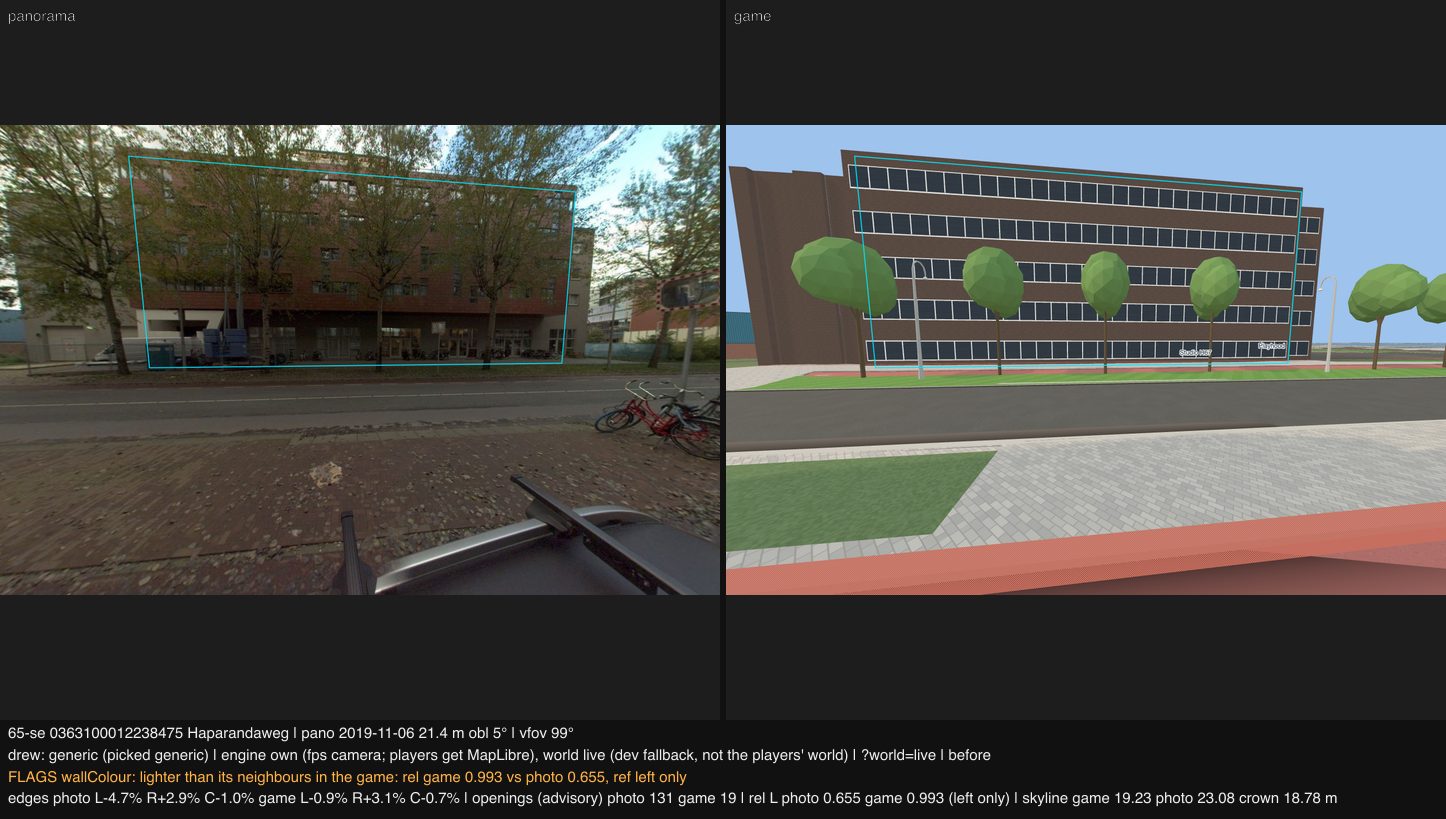 panorama
game
Studio H67
Playhood
65-se 0363100012238475 Haparandaweg | pano 2019-11-06 21.4 m obl 5° | vfov 99°
drew: generic (picked generic) | engine own (fps camera; players get MapLibre), world live (dev fallback, not the players' world) | ?world=live | before
FLAGS wallColour: lighter than its neighbours in the game: rel game 0.993 vs photo 0.655, ref left only
edges photo L-4.7% R+2.9% C-1.0% game L-0.9% R+3.1% C-0.7% | openings (advisory) photo 131 game 19 | rel L photo 0.655 game 0.993 (left only) | skyline game 19.23 photo 23.08 crown 18.78 m